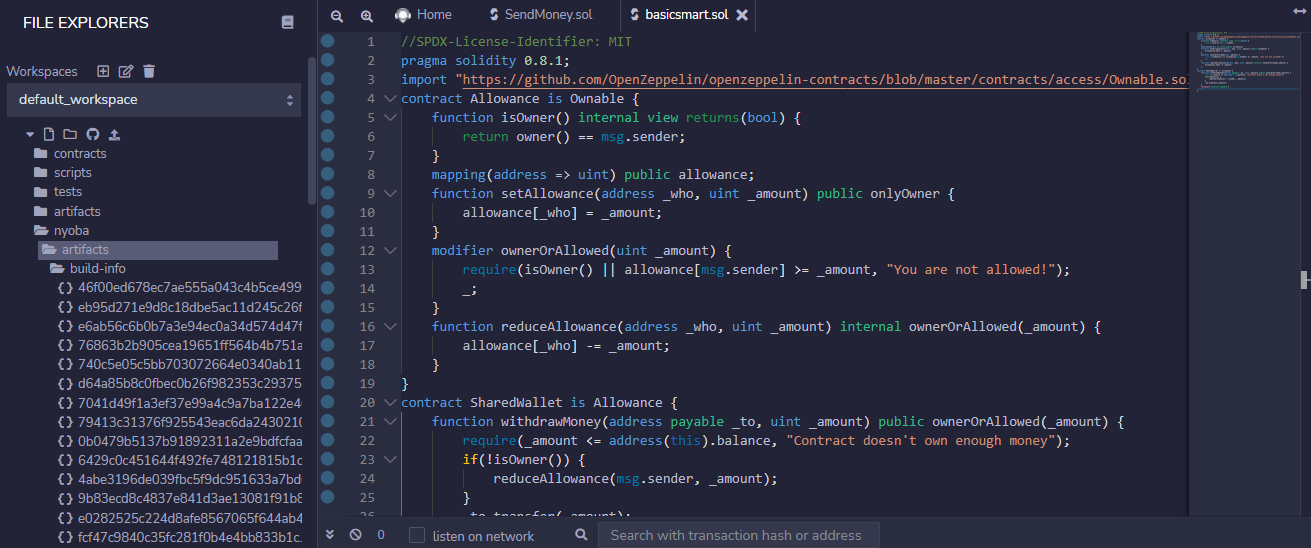 FILE EXPLORERS
Workspaces
default_workspace
contracts
scripts
tests
artifacts
nyoba
artifacts
build-info
46f00ed678ec7ae555a043c4b5ce499
eb95d271e9d8c18dbe5ac11d245c26f
e6ab56c6b0b7a3e94ec0a34d574d47f
76863b2b905cea19651ff564b4b751a
740c5e05c5bb703072664e0340ab11
d64a85b8c0fbec0b26f982353c29375
7041d49f1a3ef37e99a4c9a7ba122e4
79413c31376f925543eac6da2430210
0b0479b5137b91892311a2e9bdfcfaa
6429c0c451644f492fe748121815b1c
4abe3196de039fbc5f9dc951633a7bd
9b83ecd8c4837e841d3ae13081f91b8
e0282525c224d8afe8567065f644ab4
fcf47c9840c35fc281f0b4e4bb833b1c.
Home SendMoney.sol basicsmart.sol
1 //SPDX-License-Identifier: MIT
2 pragma solidity 0.8.1;
3 import "https://github.com/OpenZeppelin/openzeppelin-contracts/blob/master/contracts/access/Ownable.sol
4 contract Allowance is Ownable {
5 function isOwner() internal view returns(bool) {
6 return owner() == msg.sender;
7 }
8 mapping(address => uint) public allowance;
9 function setAllowance(address _who, uint _amount) public onlyOwner {
10 allowance[_who] = _amount;
11 }
12 modifier ownerOrAllowed(uint _amount) {
13 require(isOwner() || allowance[msg.sender] >= _amount, "You are not allowed!");
14 _;
15 }
16 function reduceAllowance(address _who, uint _amount) internal ownerOrAllowed(_amount) {
17 allowance[_who] -= _amount;
18 }
19 }
20 contract SharedWallet is Allowance {
21 function withdrawMoney(address payable _to, uint _amount) public ownerOrAllowed(_amount) {
22 require(_amount <= address(this).balance, "Contract doesn't own enough money");
23 if(!isOwner()) {
24 reduceAllowance(msg.sender, _amount);
25 }
26 _to.transfer(_amount);
0 listen on network Search with transaction hash or address